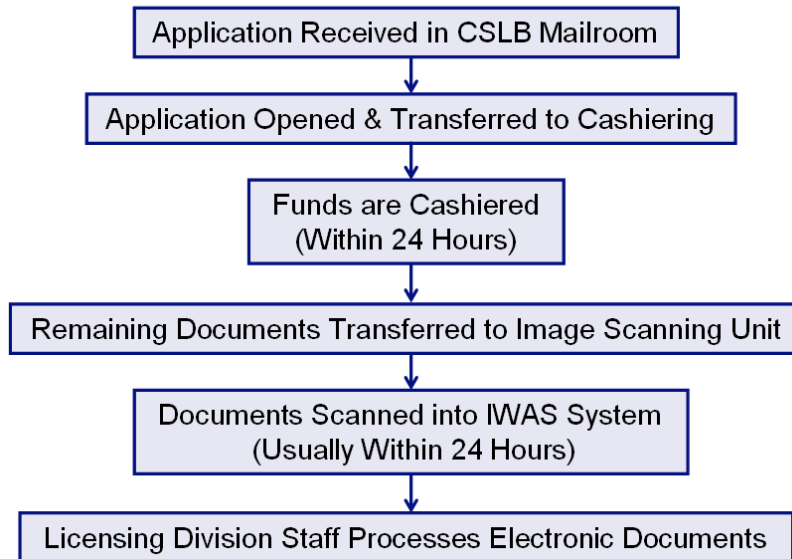 Application Received in CSLB Mailroom
Application Opened & Transferred to Cashiering
Funds are Cashiered
(Within 24 Hours)
Remaining Documents Transferred to Image Scanning Unit
Documents Scanned into IWAS System
(Usually Within 24 Hours)
Licensing Division Staff Processes Electronic Documents